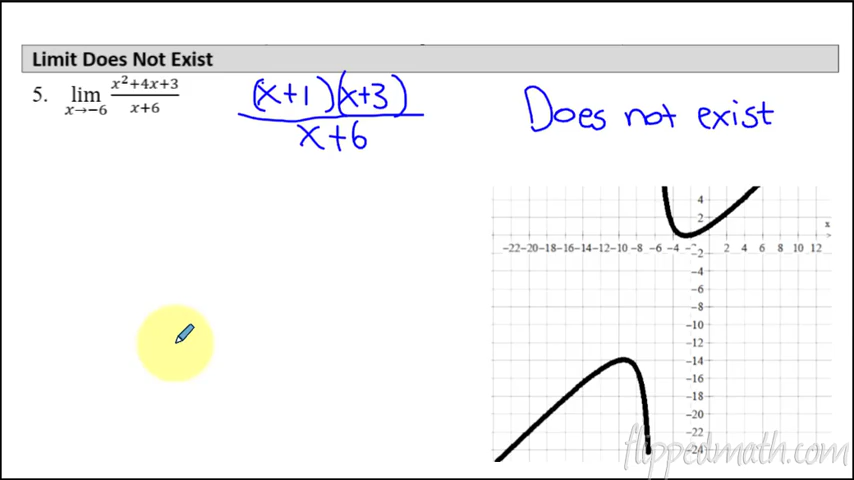 Limit Does Not Exist
5. lim x→−6 x²+4x+3 / x+6
(x+1)(x+3)
x+6
Does not exist
4
2
x
−22 −20 −18 −16 −14 −12 −10 −8 −6 −4 2 4 6 8 10 12
−2
−4
−6
−8
−10
−12
−14
−16
−18
−20
−22
−24
flippedmath.com